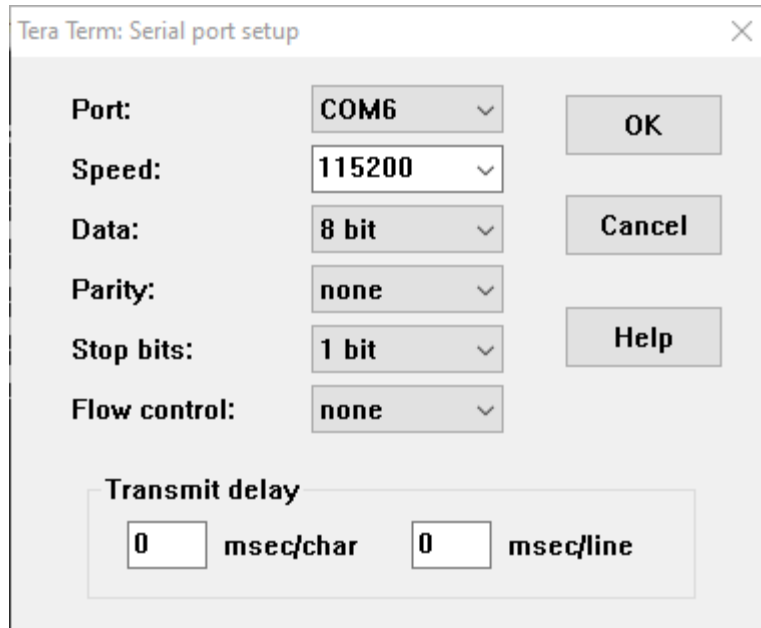 Tera Term: Serial port setup
Port: COM6 OK
Speed: 115200
Data: 8 bit Cancel
Parity: none
Stop bits: 1 bit Help
Flow control: none
Transmit delay
0 msec/char 0 msec/line